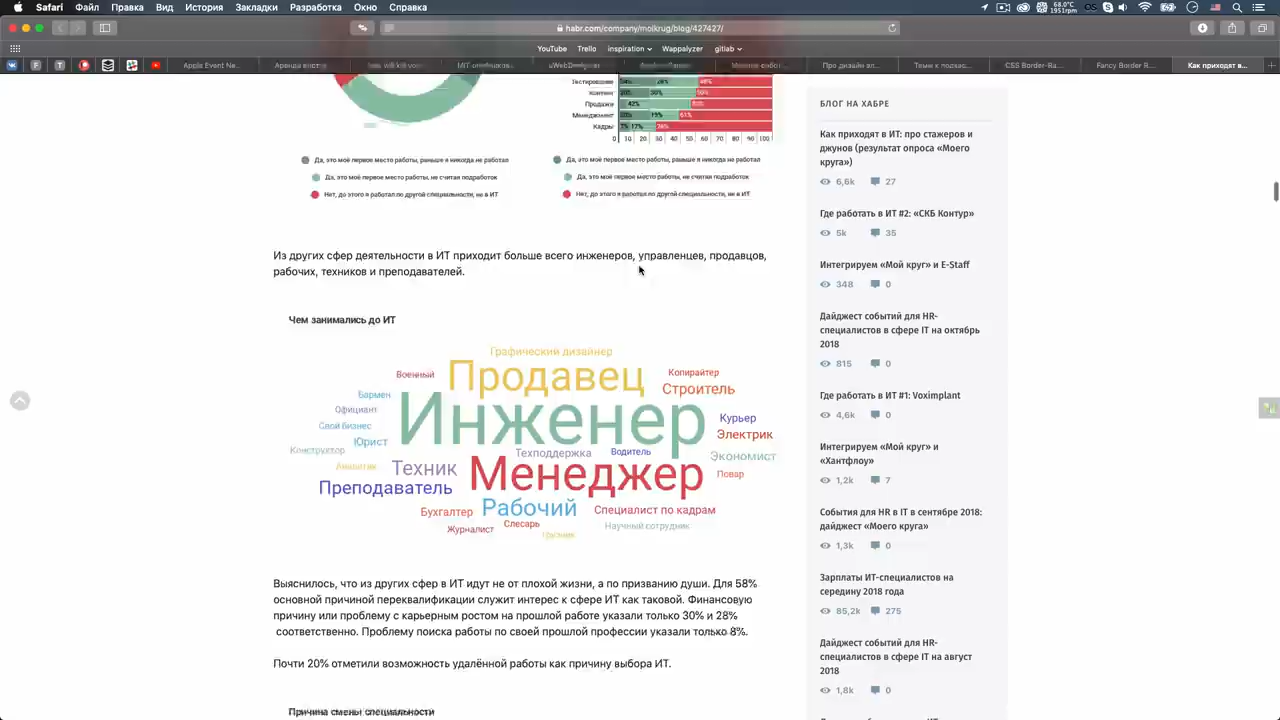 Safari Файл Правка Вид История Закладки Разработка Окно Справка
habr.com/company/moikrug/blog/427427/
YouTube Trello inspiration Wappalyzer gitlab
Apple Event Ne...
Про дизайн эл...
CSS Border-Ra...
Fancy Border R...
Как приходят в...
Тестирование
Контент
Продажи 42%
Менеджмент 19% 61%
Кадры 17%
0 10 20 30 40 50 60 70 80 90 100
Да, это моё первое место работы, раньше я никогда не работал
Да, это моё первое место работы, не считая подработок
Нет, до этого я работал по другой специальности, не в ИТ
Да, это моё первое место работы, раньше я никогда не работал
Да, это моё первое место работы, не считая подработок
Нет, до этого я работал по другой специальности, не в ИТ
Из других сфер деятельности в ИТ приходит больше всего инженеров, управленцев, продавцов,
рабочих, техников и преподавателей.
Чем занимались до ИТ
Графический дизайнер
Военный Продавец Копирайтер
Строитель
Бармен
Официант Инженер Курьер
Свой бизнес Электрик
Юрист
Конструктор Техподдержка Водитель Экономист
Аналитик Техник Менеджер Повар
Преподаватель
Бухгалтер Рабочий Специалист по кадрам
Журналист Слесарь Научный сотрудник
Грузчик
Выяснилось, что из других сфер в ИТ идут не от плохой жизни, а по призванию души. Для 58%
основной причиной переквалификации служит интерес к сфере ИТ как таковой. Финансовую
причину или проблему с карьерным ростом на прошлой работе указали только 30% и 28%
соответственно. Проблему поиска работы по своей прошлой профессии указали только 8%.
Почти 20% отметили возможность удалённой работы как причину выбора ИТ.
Причина смены специальности
БЛОГ НА ХАБРЕ
Как приходят в ИТ: про стажеров и
джунов (результат опроса «Моего
круга»)
6,6k 27
Где работать в ИТ #2: «СКБ Контур»
5k 35
Интегрируем «Мой круг» и E-Staff
348 0
Дайджест событий для HR-
специалистов в сфере IT на октябрь
2018
815 0
Где работать в ИТ #1: Voximplant
4,6k 0
Интегрируем «Мой круг» и
«Хантфлоу»
1,2k 7
События для HR в IT в сентябре 2018:
дайджест «Моего круга»
1,3k 0
Зарплаты ИТ-специалистов на
середину 2018 года
85,2k 275
Дайджест событий для HR-
специалистов в сфере IT на август
2018
1,8k 0